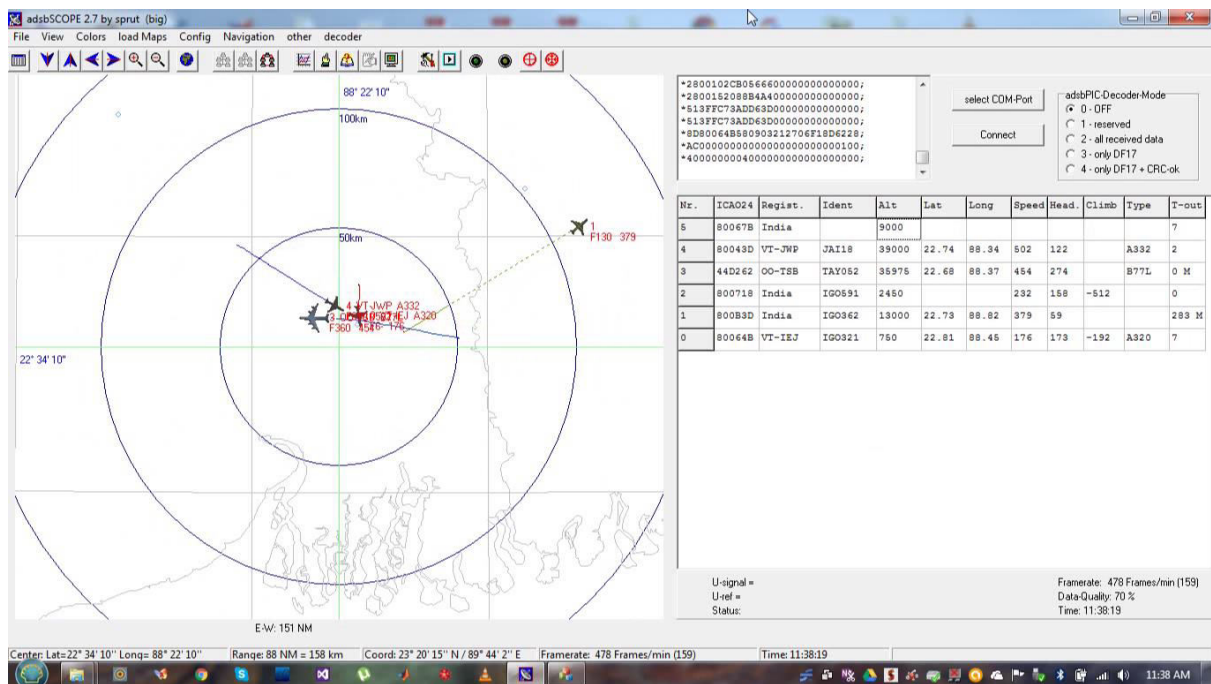 adsbSCOPE 2.7 by sprut (big)
File View Colors load Maps Config Navigation other decoder
88° 22' 10"
100km
50km
1
F130 379
4 VT-JWP A332
F360 454
22° 34' 10"
E-W: 151 NM
*2800102CB05666000000000000000;
*2800152088B4A4000000000000000;
*513FFC73ADD63D000000000000000;
*513FFC73ADD63D000000000000000;
*8D80064B580903212706F18D6228;
*AC0000000000000000000000000100;
*4000000004000000000000000000;
select COM-Port
Connect
adsbPIC-Decoder-Mode
0 - OFF
1 - reserved
2 - all received data
3 - only DF17
4 - only DF17 + CRC-ok
Nr. ICAO24 Regist. Ident Alt Lat Long Speed Head. Climb Type T-out
5 80067B India 9000 7
4 80043D VT-JWP JAI18 39000 22.74 88.34 502 122 A332 2
3 44D262 OO-TSB TAY052 35975 22.68 88.37 454 274 B77L 0 M
2 800718 India IGO591 2450 232 158 -512 0
1 800B3D India IGO362 13000 22.73 88.82 379 59 283 M
0 80064B VT-IEJ IGO321 750 22.81 88.45 176 173 -192 A320 7
U-signal =
U-ref =
Status:
Framerate: 478 Frames/min (159)
Data-Quality: 70 %
Time: 11:38:19
Center: Lat=22° 34' 10'' Long= 88° 22' 10'' Range: 88 NM = 158 km Coord: 23° 20' 15'' N / 89° 44' 2'' E Framerate: 478 Frames/min (159) Time: 11:38:19
11:38 AM